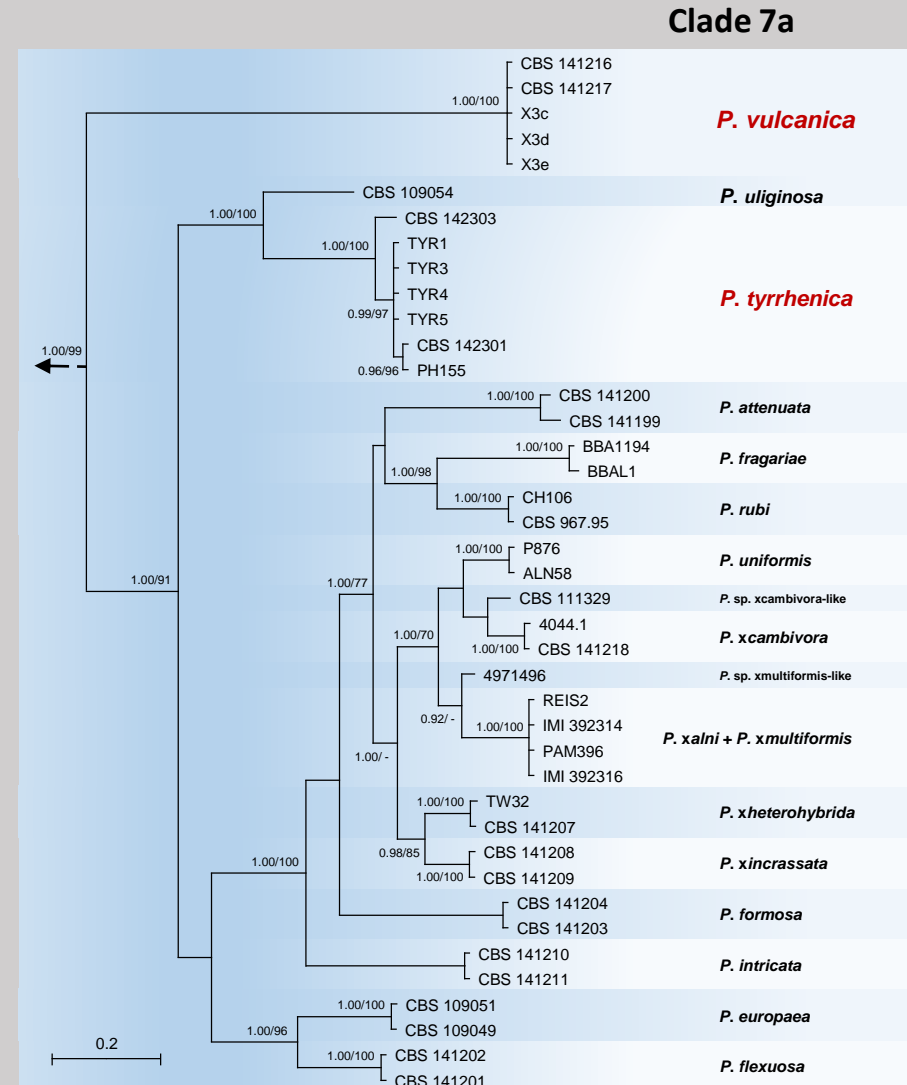 Clade 7a
CBS 141216
CBS 141217
1.00/100
X3c
P. vulcanica
X3d
X3e
CBS 109054
P. uliginosa
1.00/100
CBS 142303
1.00/100
TYR1
TYR3
TYR4
P. tyrrhenica
0.99/97
TYR5
CBS 142301
1.00/99
0.96/96
PH155
1.00/100
CBS 141200
P. attenuata
CBS 141199
1.00/100
BBA1194
P. fragariae
1.00/98
BBAL1
1.00/100
CH106
P. rubi
CBS 967.95
1.00/100
P876
P. uniformis
ALN58
1.00/91
1.00/77
CBS 111329
P. sp. xcambivora-like
4044.1
P. xcambivora
1.00/70
1.00/100
CBS 141218
4971496
P. sp. xmultiformis-like
REIS2
0.92/ -
1.00/100
IMI 392314
P. xalni + P. xmultiformis
PAM396
1.00/ -
IMI 392316
1.00/100
TW32
P. xheterohybrida
CBS 141207
0.98/85
CBS 141208
P. xincrassata
1.00/100
1.00/100
CBS 141209
CBS 141204
P. formosa
CBS 141203
CBS 141210
P. intricata
CBS 141211
1.00/100
CBS 109051
P. europaea
1.00/96
CBS 109049
0.2
1.00/100
CBS 141202
P. flexuosa
CBS 141201